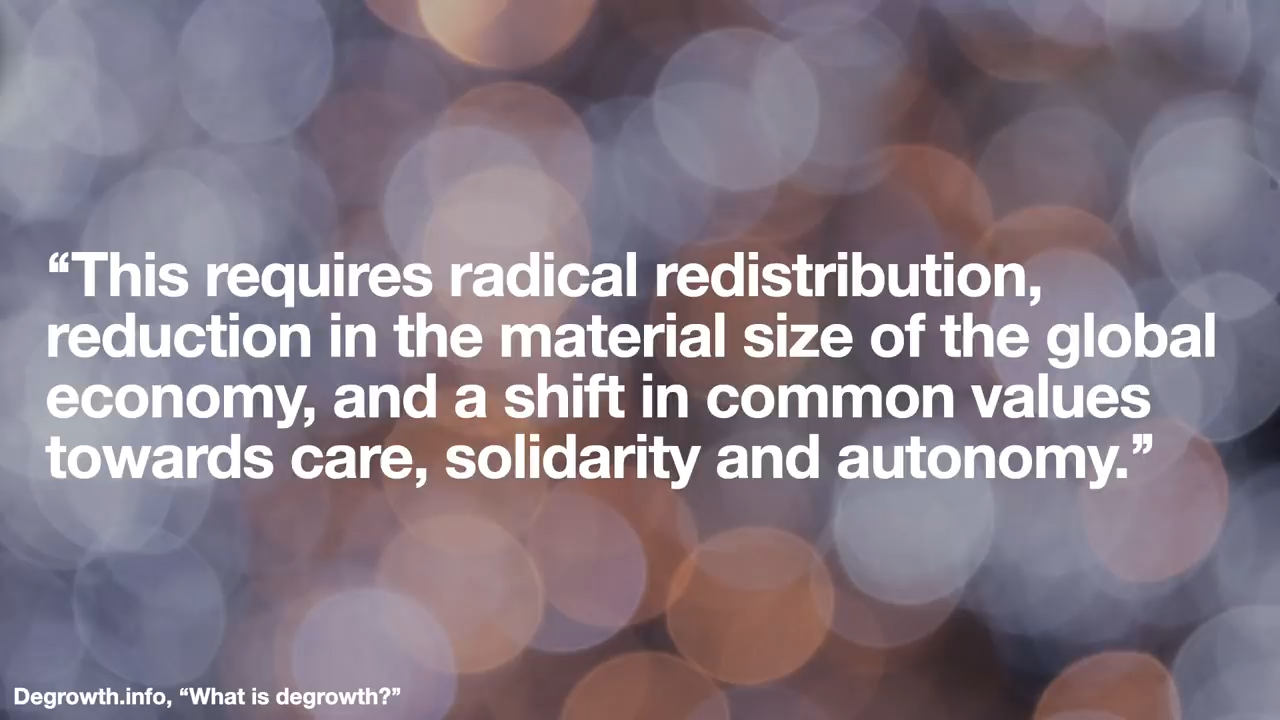 “This requires radical redistribution,
reduction in the material size of the global
economy, and a shift in common values
towards care, solidarity and autonomy.”
Degrowth.info, “What is degrowth?”